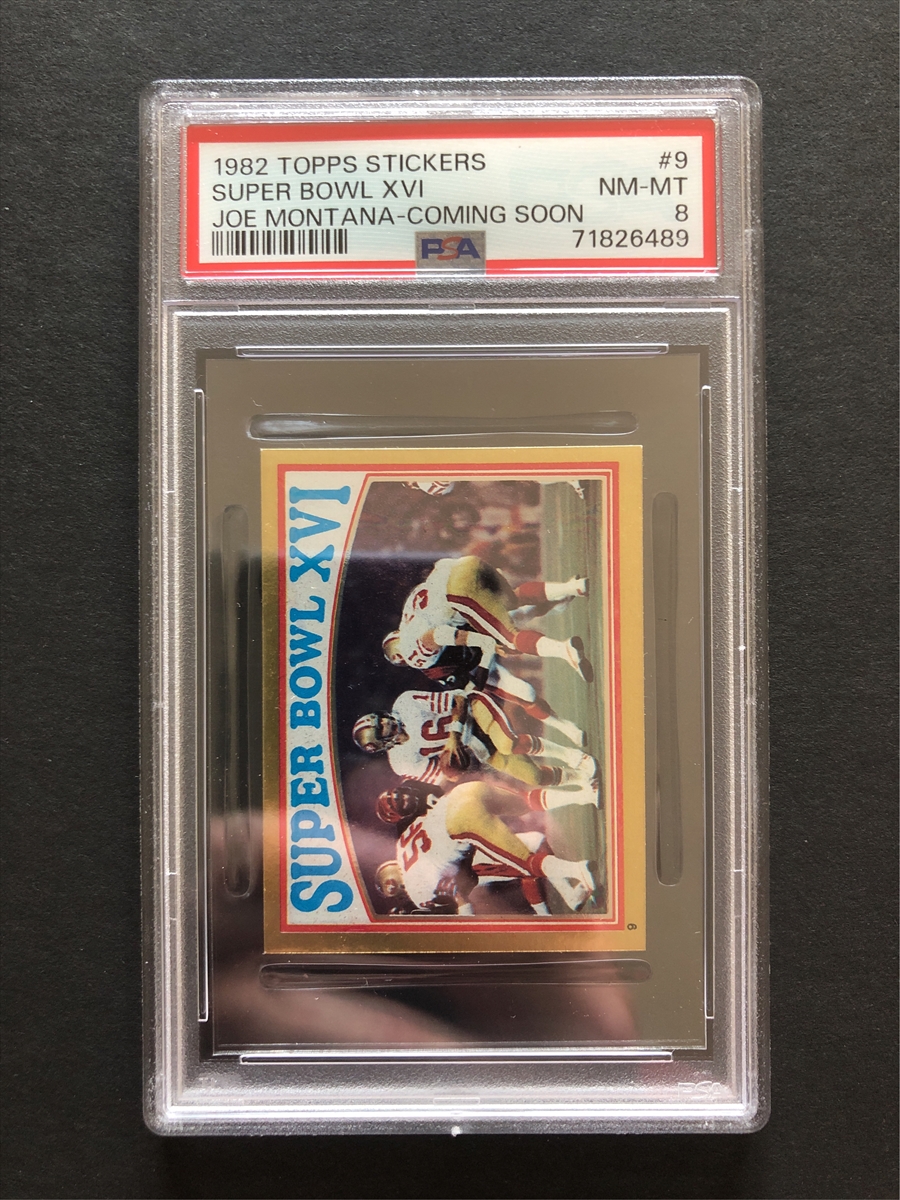 1982 TOPPS STICKERS #9
SUPER BOWL XVI NM-MT
JOE MONTANA-COMING SOON 8
PSA 71826489
SUPER BOWL XVI
16
9